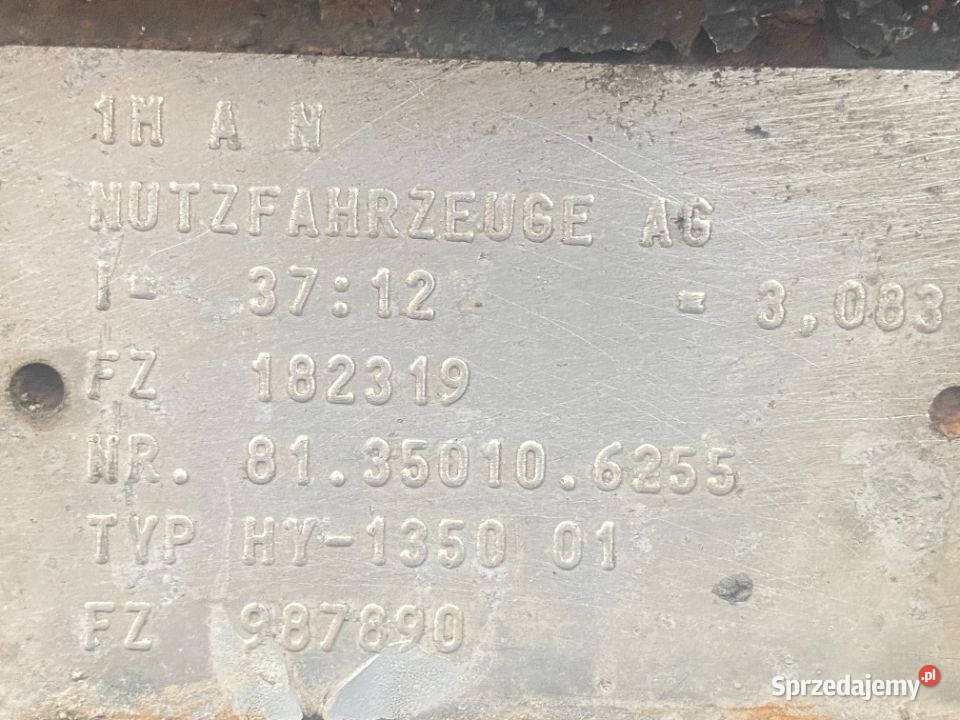 1M A N
NUTZFAHRZEUGE AG
I- 37:12 = 3,083
FZ 182319
NR. 81.35010.6255
TYP HY-1350 01
FZ 987890
Sprzedajemy.pl